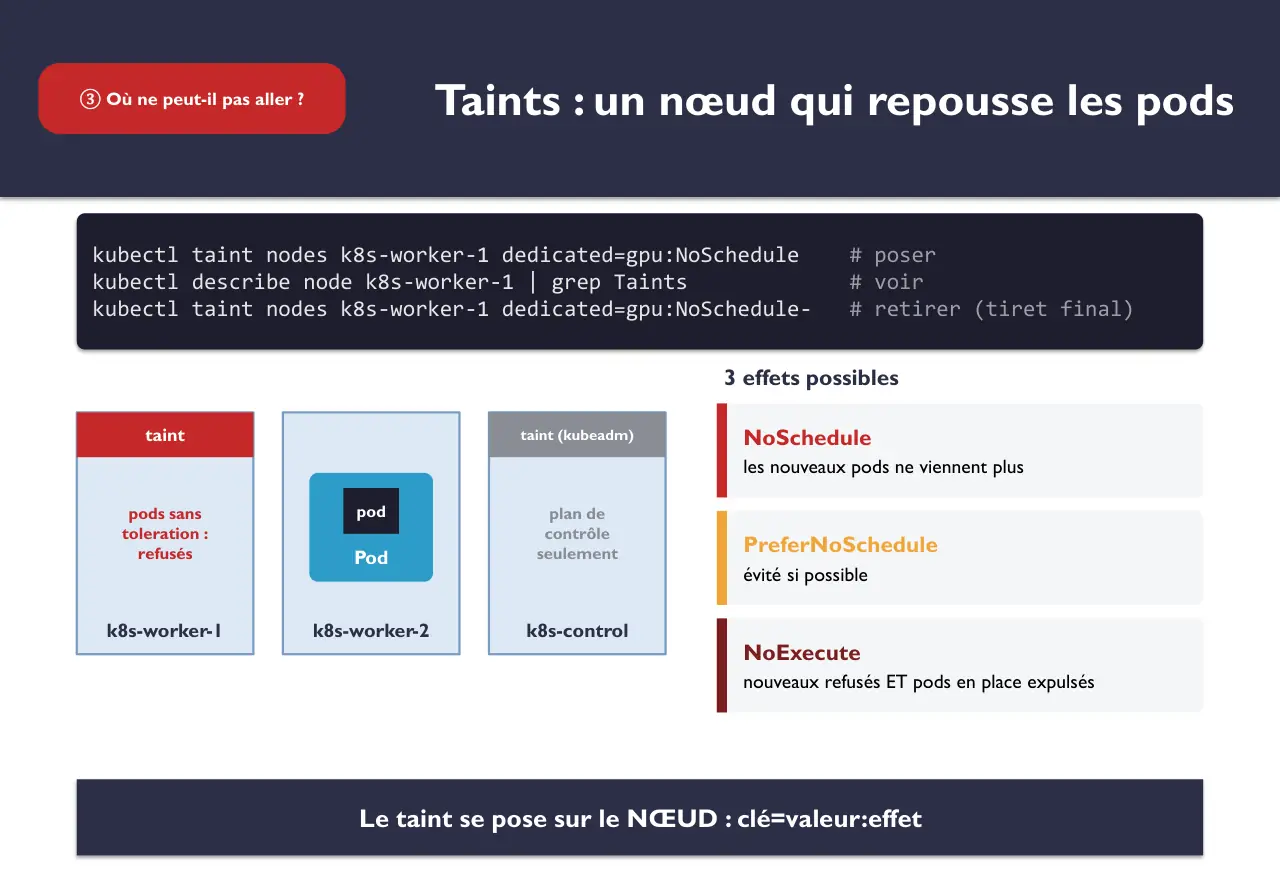 ③ Où ne peut-il pas aller ?
Taints : un nœud qui repousse les pods
kubectl taint nodes k8s-worker-1 dedicated=gpu:NoSchedule    # poser
kubectl describe node k8s-worker-1 | grep Taints             # voir
kubectl taint nodes k8s-worker-1 dedicated=gpu:NoSchedule-   # retirer (tiret final)
taint
pods sans
toleration :
refusés
k8s-worker-1
pod
Pod
k8s-worker-2
taint (kubeadm)
plan de
contrôle
seulement
k8s-control
3 effets possibles
NoSchedule
les nouveaux pods ne viennent plus
PreferNoSchedule
évité si possible
NoExecute
nouveaux refusés ET pods en place expulsés
Le taint se pose sur le NŒUD : clé=valeur:effet